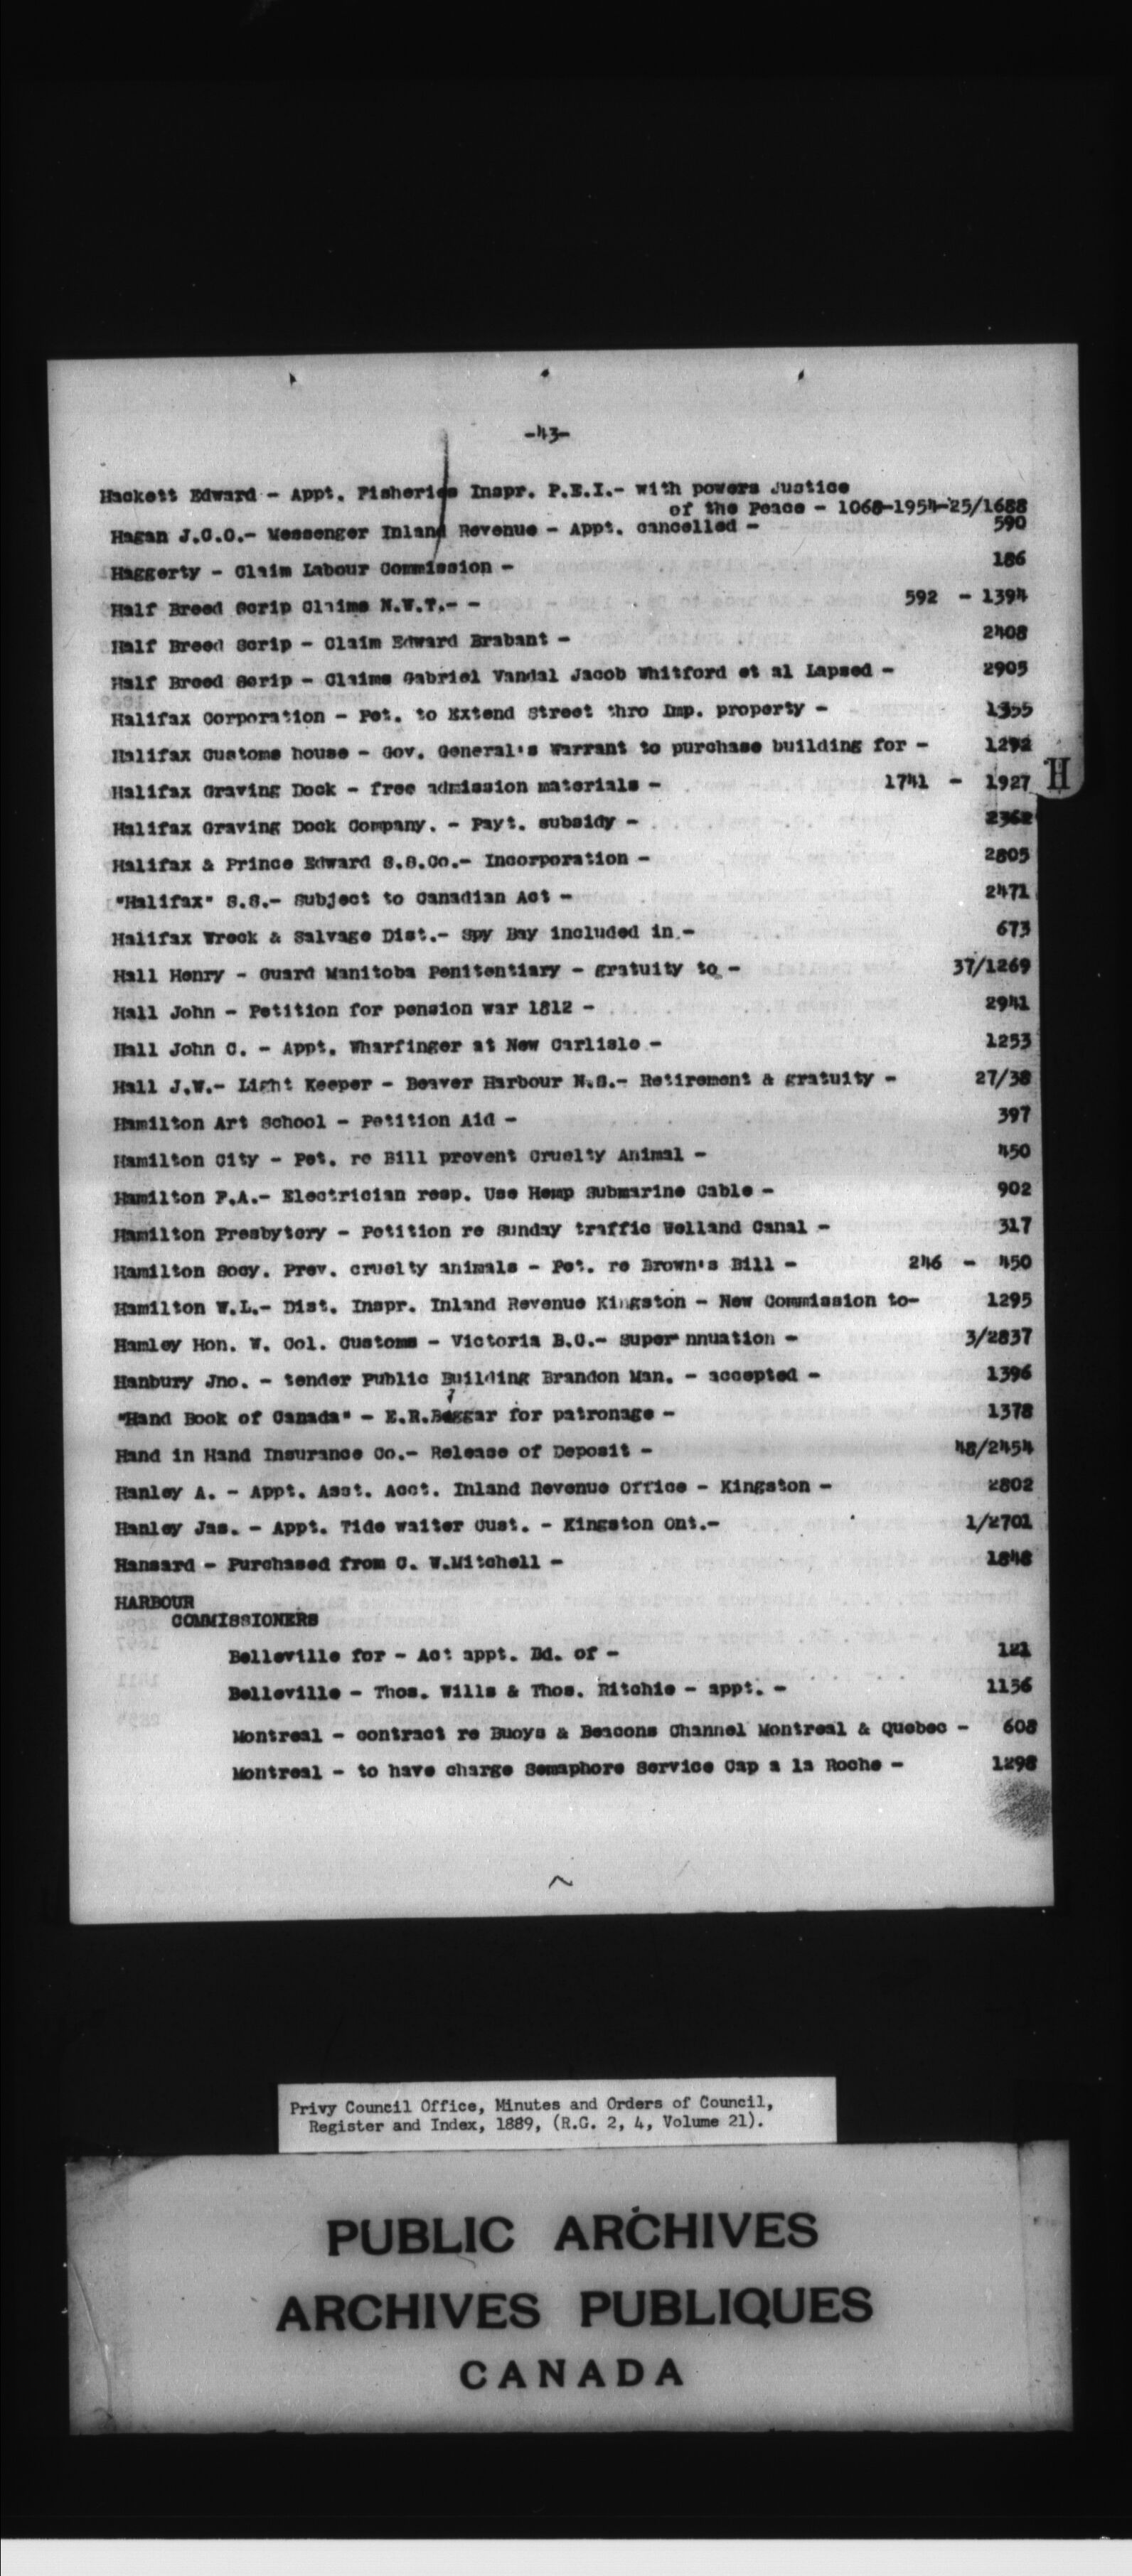 -43-
Hackett Edward - Appt. Fisheries Inspr. P.E.I.- with powers Justice
of the Peace - 1068-1954-25/1688
Hagan J.C.O.- Messenger Inland Revenue - Appt. cancelled - 590
Haggerty - Claim Labour Commission - 186
Half Breed Scrip Claims N.W.T.- - 592 - 1394
Half Breed Scrip - Claim Edward Brabant - 2408
Half Breed Scrip - Claims Gabriel Vandal Jacob Whitford et al Lapsed - 2905
Halifax Corporation - Pet. to Extend Street thro Imp. property - 1355
Halifax Customs house - Gov. General's Warrant to purchase building for - 1292
H
Halifax Graving Dock - free admission materials - 1741 - 1927
Halifax Graving Dock Company. - Payt. subsidy - 2362
Halifax & Prince Edward S.S.Co.- Incorporation - 2805
"Halifax" S.S.- Subject to Canadian Act - 2471
Halifax Wreck & Salvage Dist.- Spy Bay included in - 673
Hall Henry - Guard Manitoba Penitentiary - gratuity to - 37/1269
Hall John - Petition for pension war 1812 - 2941
Hall John C. - Appt. Wharfinger at New Carlisle - 1253
Hall J.W.- Light Keeper - Beaver Harbour N.S.- Retirement & gratuity - 27/38
Hamilton Art School - Petition Aid - 397
Hamilton City - Pet. re Bill prevent Cruelty Animal - 450
Hamilton F.A.- Electrician resp. Use Hemp Submarine Cable - 902
Hamilton Presbytery - Petition re Sunday traffic Welland Canal - 317
Hamilton Socy. Prev. cruelty animals - Pet. re Brown's Bill - 246 - 450
Hamilton W.L.- Dist. Inspr. Inland Revenue Kingston - New Commission to- 1295
Hamley Hon. W. Col. Customs - Victoria B.C.- super nnuation - 3/2837
Hanbury Jno. - tender Public Building Brandon Man. - accepted - 1396
"Hand Book of Canada" - E.R.Baggar for patronage - 1378
Hand in Hand Insurance Co.- Release of Deposit - 48/2454
Hanley A. - Appt. Asst. Acct. Inland Revenue Office - Kingston - 2802
Hanley Jas. - Appt. Tide waiter Cust. - Kingston Ont.- 1/2701
Hansard - Purchased from C. W.Mitchell - 1848
HARBOUR
COMMISSIONERS
Belleville for - Act appt. Bd. of - 121
Belleville - Thos. Wills & Thos. Ritchie - appt. - 1156
Montreal - contract re Buoys & Beacons Channel Montreal & Quebec - 608
Montreal - to have charge Semaphore Service Cap a la Roche - 1298
Privy Council Office, Minutes and Orders of Council,
Register and Index, 1889, (R.G. 2, 4, Volume 21).
PUBLIC ARCHIVES
ARCHIVES PUBLIQUES
CANADA